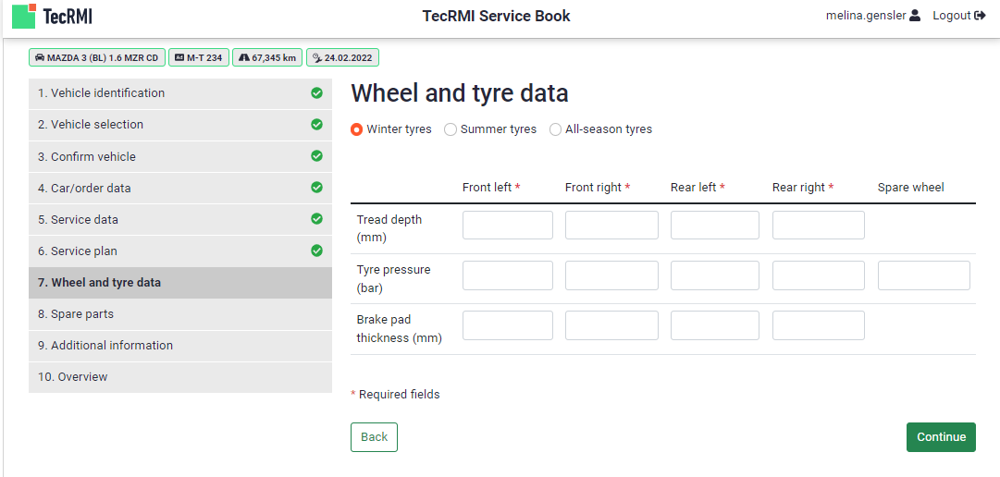 TecRMI
TecRMI Service Book
melina.gensler
Logout
MAZDA 3 (BL) 1.6 MZR CD
M-T 234
67,345 km
24.02.2022
1. Vehicle identification
2. Vehicle selection
3. Confirm vehicle
4. Car/order data
5. Service data
6. Service plan
7. Wheel and tyre data
8. Spare parts
9. Additional information
10. Overview
Wheel and tyre data
Winter tyres
Summer tyres
All-season tyres
Front left *
Front right *
Rear left *
Rear right *
Spare wheel
Tread depth
(mm)
Tyre pressure
(bar)
Brake pad
thickness (mm)
* Required fields
Back
Continue